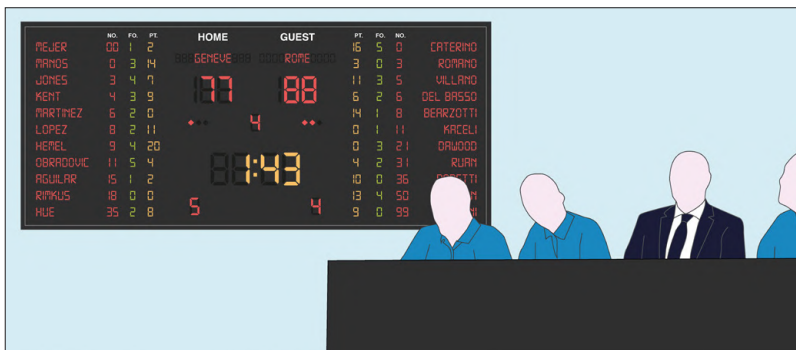 NO. FO. PT.
MEJER 00 1 2
MANOS 0 3 14
JONES 3 4 7
KENT 4 3 9
MARTINEZ 6 2 0
LOPEZ 8 2 11
HEMEL 9 4 20
OBRADOVIC 11 5 4
AGUILAR 15 1 2
RIMKUS 18 0 0
HUE 35 2 8
HOME GUEST
GENEVE ROME
77 88
4
1:43
5 4
PT. FO. NO.
16 5 0 CATERINO
3 0 3 ROMANO
11 3 5 VILLANO
6 2 6 DEL BASSO
14 1 8 BEARZOTTI
0 1 11 KACELI
0 3 21 DAWOOD
4 2 31 RUAN
10 0 36
13 4 50
9 0 99